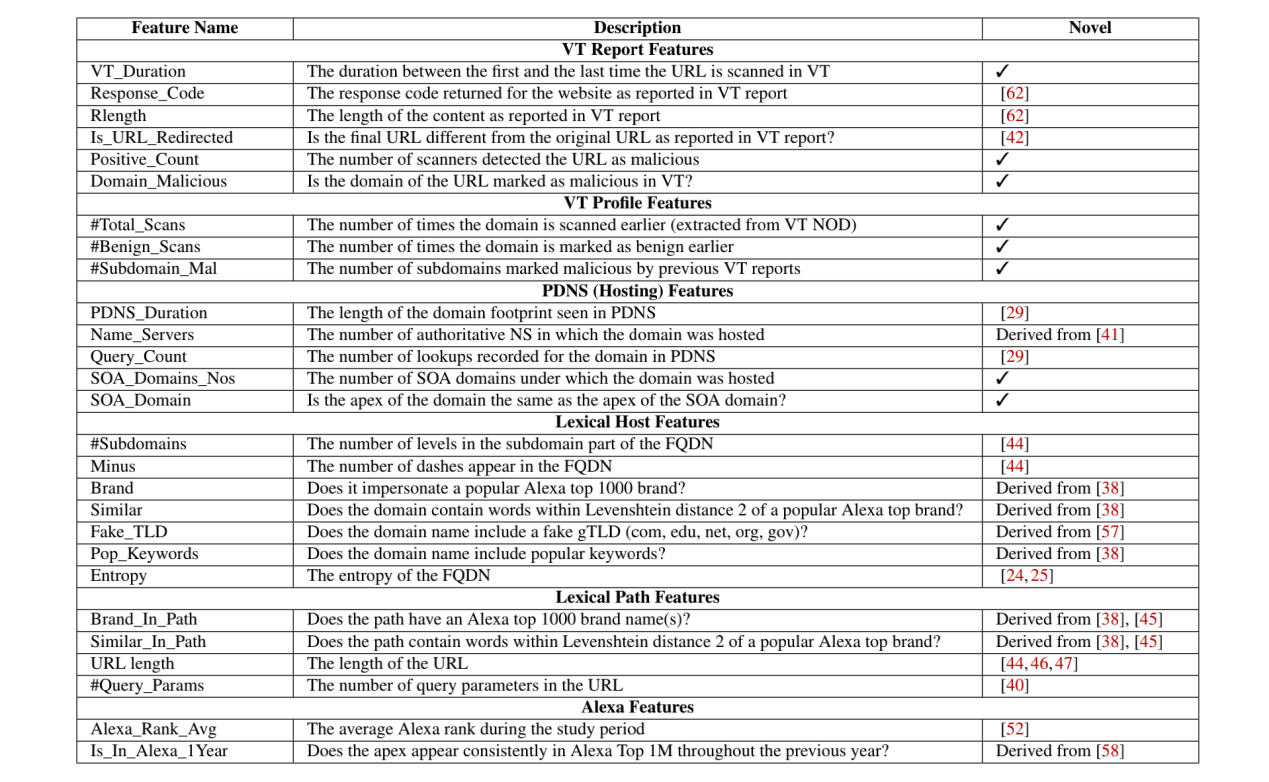 Feature Name Description Novel
VT Report Features
VT_Duration The duration between the first and the last time the URL is scanned in VT ✓
Response_Code The response code returned for the website as reported in VT report [62]
Rlength The length of the content as reported in VT report [62]
Is_URL_Redirected Is the final URL different from the original URL as reported in VT report? [42]
Positive_Count The number of scanners detected the URL as malicious ✓
Domain_Malicious Is the domain of the URL marked as malicious in VT? ✓
VT Profile Features
#Total_Scans The number of times the domain is scanned earlier (extracted from VT NOD) ✓
#Benign_Scans The number of times the domain is marked as benign earlier ✓
#Subdomain_Mal The number of subdomains marked malicious by previous VT reports ✓
PDNS (Hosting) Features
PDNS_Duration The length of the domain footprint seen in PDNS [29]
Name_Servers The number of authoritative NS in which the domain was hosted Derived from [41]
Query_Count The number of lookups recorded for the domain in PDNS [29]
SOA_Domains_Nos The number of SOA domains under which the domain was hosted ✓
SOA_Domain Is the apex of the domain the same as the apex of the SOA domain? ✓
Lexical Host Features
#Subdomains The number of levels in the subdomain part of the FQDN [44]
Minus The number of dashes appear in the FQDN [44]
Brand Does it impersonate a popular Alexa top 1000 brand? Derived from [38]
Similar Does the domain contain words within Levenshtein distance 2 of a popular Alexa top brand? Derived from [38]
Fake_TLD Does the domain name include a fake gTLD (com, edu, net, org, gov)? Derived from [57]
Pop_Keywords Does the domain name include popular keywords? Derived from [38]
Entropy The entropy of the FQDN [24,25]
Lexical Path Features
Brand_In_Path Does the path have an Alexa top 1000 brand name(s)? Derived from [38], [45]
Similar_In_Path Does the path contain words within Levenshtein distance 2 of a popular Alexa top brand? Derived from [38], [45]
URL length The length of the URL [44,46,47]
#Query_Params The number of query parameters in the URL [40]
Alexa Features
Alexa_Rank_Avg The average Alexa rank during the study period [52]
Is_In_Alexa_1Year Does the apex appear consistently in Alexa Top 1M throughout the previous year? Derived from [58]